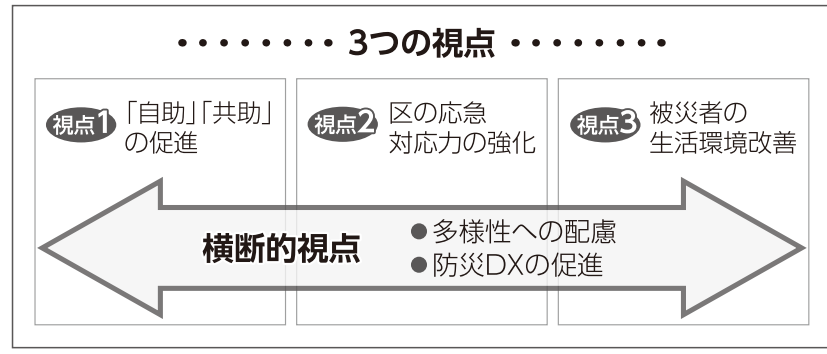 ・・・・・・・・3つの視点・・・・・・・・
視点1 「自助」「共助」
の促進
視点2 区の応急
対応力の強化
視点3 被災者の
生活環境改善
横断的視点
●多様性への配慮
●防災DXの促進